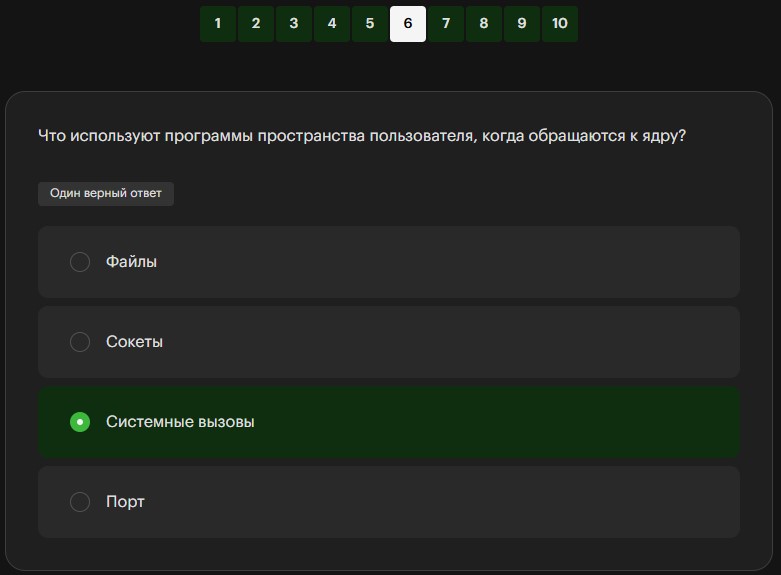 1 2 3 4 5 6 7 8 9 10
Что используют программы пространства пользователя, когда обращаются к ядру?
Один верный ответ
Файлы
Сокеты
Системные вызовы
Порт